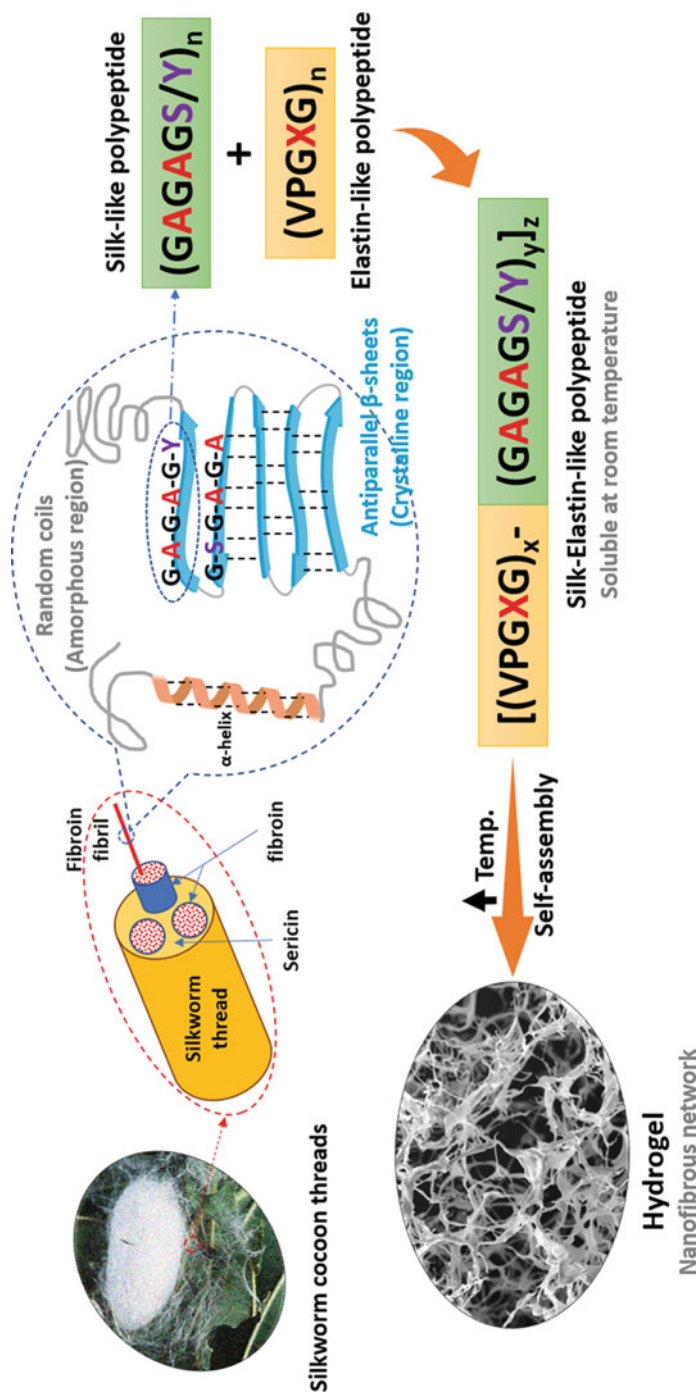 Silkworm cocoon threads
Silkworm
thread
Sericin
fibroin
Fibroin
fibril
Random coils
(Amorphous region)
α-helix
G-A-G-A-G-Y
G-S-G-A-G-A
Antiparallel β-sheets
(Crystalline region)
Silk-like polypeptide
(GAGAGS/Y)n
+
(VPGXG)n
Elastin-like polypeptide
[(VPGXG)x-(GAGAGS/Y)y]z
Silk-Elastin-like polypeptide
Soluble at room temperature
Temp.
Self-assembly
Hydrogel
Nanofibrous network